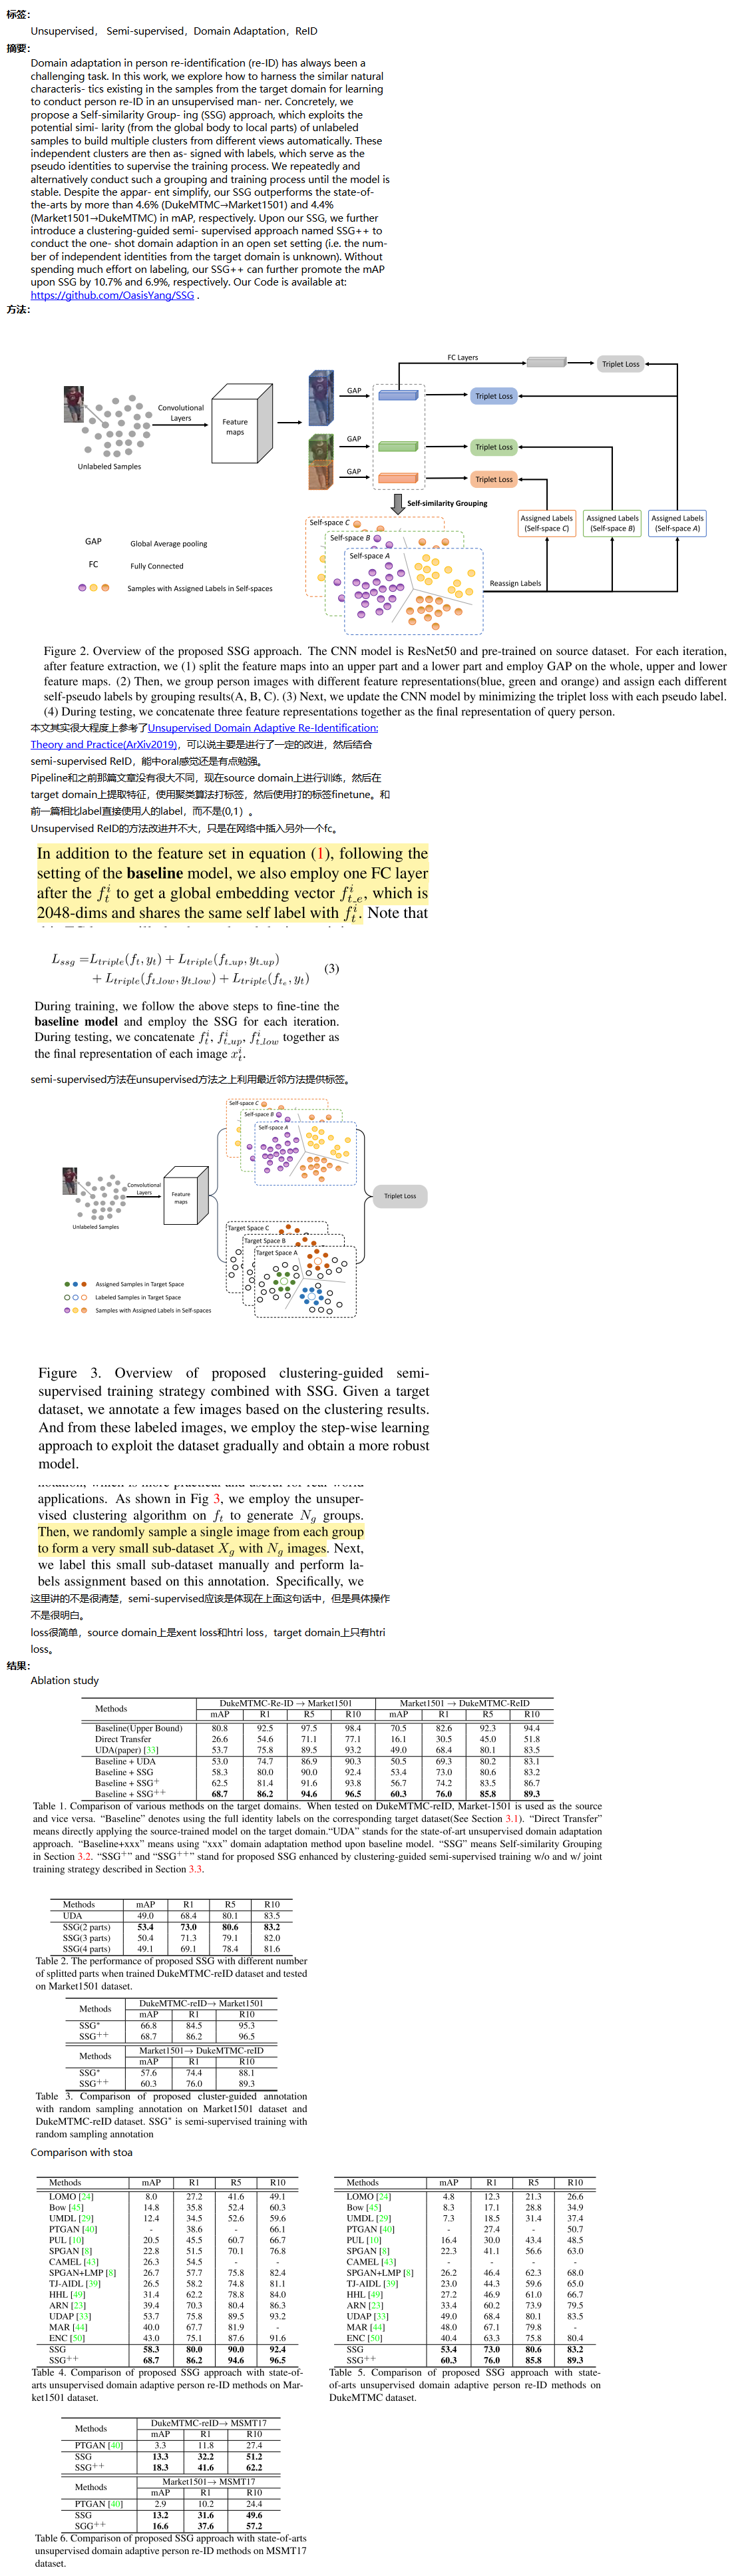 标签：
Unsupervised， Semi-supervised，Domain Adaptation，ReID
摘要：
Domain adaptation in person re-identification (re-ID) has always been a
challenging task. In this work, we explore how to harness the similar natural
characteris- tics existing in the samples from the target domain for learning
to conduct person re-ID in an unsupervised man- ner. Concretely, we
propose a Self-similarity Group- ing (SSG) approach, which exploits the
potential simi- larity (from the global body to local parts) of unlabeled
samples to build multiple clusters from different views automatically. These
independent clusters are then as- signed with labels, which serve as the
pseudo identities to supervise the training process. We repeatedly and
alternatively conduct such a grouping and training process until the model is
stable. Despite the appar- ent simplify, our SSG outperforms the state-of-
the-arts by more than 4.6% (DukeMTMC→Market1501) and 4.4%
(Market1501→DukeMTMC) in mAP, respectively. Upon our SSG, we further
introduce a clustering-guided semi- supervised approach named SSG++ to
conduct the one- shot domain adaption in an open set setting (i.e. the num-
ber of independent identities from the target domain is unknown). Without
spending much effort on labeling, our SSG++ can further promote the mAP
upon SSG by 10.7% and 6.9%, respectively. Our Code is available at:
https://github.com/OasisYang/SSG .
方法：
FC Layers
Triplet Loss
GAP
Triplet Loss
Convolutional
Layers
Feature
maps
Unlabeled Samples
GAP
Triplet Loss
GAP
Triplet Loss
Self-similarity Grouping
Self-space C
Self-space B
Self-space A
Assigned Labels
(Self-space C)
Assigned Labels
(Self-space B)
Assigned Labels
(Self-space A)
GAP Global Average pooling
FC Fully Connected
Samples with Assigned Labels in Self-spaces
Reassign Labels
Figure 2. Overview of the proposed SSG approach. The CNN model is ResNet50 and pre-trained on source dataset. For each iteration,
after feature extraction, we (1) split the feature maps into an upper part and a lower part and employ GAP on the whole, upper and lower
feature maps. (2) Then, we group person images with different feature representations(blue, green and orange) and assign each different
self-pseudo labels by grouping results(A, B, C). (3) Next, we update the CNN model by minimizing the triplet loss with each pseudo label.
(4) During testing, we concatenate three feature representations together as the final representation of query person.
本文其实很大程度上参考了Unsupervised Domain Adaptive Re-Identification:
Theory and Practice(ArXiv2019)，可以说主要是进行了一定的改进，然后结合
semi-supervised ReID，能中oral感觉还是有点勉强。
Pipeline和之前那篇文章没有很大不同，现在source domain上进行训练，然后在
target domain上提取特征，使用聚类算法打标签，然后使用打的标签finetune。和
前一篇相比label直接使用人的label，而不是(0,1) 。
Unsupervised ReID的方法改进并不大，只是在网络中插入另外一个fc。
In addition to the feature set in equation (1), following the
setting of the baseline model, we also employ one FC layer
after the f_t^i to get a global embedding vector f_{t_e}^i, which is
2048-dims and shares the same self label with f_t^i. Note that
L_{ssg} =L_{triple}(f_t, y_t) + L_{triple}(f_{t_up}, y_{t_up})
+ L_{triple}(f_{t_low}, y_{t_low}) + L_{triple}(f_{t_e}, y_t) (3)
During training, we follow the above steps to fine-tine the
baseline model and employ the SSG for each iteration.
During testing, we concatenate f_t^i, f_{t_up}^i, f_{t_low}^i together as
the final representation of each image x_t^i.
semi-supervised方法在unsupervised方法之上利用最近邻方法提供标签。
Self-space C
Self-space B
Self-space A
Convolutional
Layers
Feature
maps
Unlabeled Samples
Triplet Loss
Target Space C
Target Space B
Target Space A
Assigned Samples in Target Space
Labeled Samples in Target Space
Samples with Assigned Labels in Self-spaces
Figure 3. Overview of proposed clustering-guided semi-
supervised training strategy combined with SSG. Given a target
dataset, we annotate a few images based on the clustering results.
And from these labeled images, we employ the step-wise learning
approach to exploit the dataset gradually and obtain a more robust
model.
applications. As shown in Fig 3, we employ the unsuper-
vised clustering algorithm on f_t to generate N_g groups.
Then, we randomly sample a single image from each group
to form a very small sub-dataset X_g with N_g images. Next,
we label this small sub-dataset manually and perform la-
bels assignment based on this annotation. Specifically, we
这里讲的不是很清楚，semi-supervised应该是体现在上面这句话中，但是具体操作
不是很明白。
loss很简单，source domain上是xent loss和htri loss，target domain上只有htri
loss。
结果：
Ablation study
Methods DukeMTMC-Re-ID → Market1501 Market1501 → DukeMTMC-ReID
mAP R1 R5 R10 mAP R1 R5 R10
Baseline(Upper Bound) 80.8 92.5 97.5 98.4 70.5 82.6 92.3 94.4
Direct Transfer 26.6 54.6 71.1 77.1 16.1 30.5 45.0 51.8
UDA(paper) [33] 53.7 75.8 89.5 93.2 49.0 68.4 80.1 83.5
Baseline + UDA 53.0 74.7 86.9 90.3 50.5 69.3 80.2 83.1
Baseline + SSG 58.3 80.0 90.0 92.4 53.4 73.0 80.6 83.2
Baseline + SSG+ 62.5 81.4 91.6 93.8 56.7 74.2 83.5 86.7
Baseline + SSG++ 68.7 86.2 94.6 96.5 60.3 76.0 85.8 89.3
Table 1. Comparison of various methods on the target domains. When tested on DukeMTMC-reID, Market-1501 is used as the source
and vice versa. “Baseline” denotes using the full identity labels on the corresponding target dataset(See Section 3.1). “Direct Transfer”
means directly applying the source-trained model on the target domain.“UDA” stands for the state-of-art unsupervised domain adaptation
approach. “Baseline+xxx” means using “xxx” domain adaptation method upon baseline model. “SSG” means Self-similarity Grouping
in Section 3.2. “SSG+” and “SSG++” stand for proposed SSG enhanced by clustering-guided semi-supervised training w/o and w/ joint
training strategy described in Section 3.3.
Methods mAP R1 R5 R10
UDA 49.0 68.4 80.1 83.5
SSG(2 parts) 53.4 73.0 80.6 83.2
SSG(3 parts) 50.4 71.3 79.1 82.0
SSG(4 parts) 49.1 69.1 78.4 81.6
Table 2. The performance of proposed SSG with different number
of splitted parts when trained DukeMTMC-reID dataset and tested
on Market1501 dataset.
Methods DukeMTMC-reID→ Market1501
mAP R1 R10
SSG* 66.8 84.5 95.3
SSG++ 68.7 86.2 96.5
Methods Market1501→ DukeMTMC-reID
mAP R1 R10
SSG* 57.6 74.4 88.1
SSG++ 60.3 76.0 89.3
Table 3. Comparison of proposed cluster-guided annotation
with random sampling annotation on Market1501 dataset and
DukeMTMC-reID dataset. SSG* is semi-supervised training with
random sampling annotation
Comparison with stoa
Methods mAP R1 R5 R10
LOMO [24] 8.0 27.2 41.6 49.1
Bow [45] 14.8 35.8 52.4 60.3
UMDL [29] 12.4 34.5 52.6 59.6
PTGAN [40] - 38.6 - 66.1
PUL [10] 20.5 45.5 60.7 66.7
SPGAN [8] 22.8 51.5 70.1 76.8
CAMEL [43] 26.3 54.5 - -
SPGAN+LMP [8] 26.7 57.7 75.8 82.4
TJ-AIDL [39] 26.5 58.2 74.8 81.1
HHL [49] 31.4 62.2 78.8 84.0
ARN [23] 39.4 70.3 80.4 86.3
UDAP [33] 53.7 75.8 89.5 93.2
MAR [44] 40.0 67.7 81.9 -
ENC [50] 43.0 75.1 87.6 91.6
SSG 58.3 80.0 90.0 92.4
SSG++ 68.7 86.2 94.6 96.5
Table 4. Comparison of proposed SSG approach with state-of-
arts unsupervised domain adaptive person re-ID methods on Mar-
ket1501 dataset.
Methods mAP R1 R5 R10
LOMO [24] 4.8 12.3 21.3 26.6
Bow [45] 8.3 17.1 28.8 34.9
UMDL [29] 7.3 18.5 31.4 37.4
PTGAN [40] - 27.4 - 50.7
PUL [10] 16.4 30.0 43.4 48.5
SPGAN [8] 22.3 41.1 56.6 63.0
CAMEL [43] - - - -
SPGAN+LMP [8] 26.2 46.4 62.3 68.0
TJ-AIDL [39] 23.0 44.3 59.6 65.0
HHL [49] 27.2 46.9 61.0 66.7
ARN [23] 33.4 60.2 73.9 79.5
UDAP [33] 49.0 68.4 80.1 83.5
MAR [44] 48.0 67.1 79.8 -
ENC [50] 40.4 63.3 75.8 80.4
SSG 53.4 73.0 80.6 83.2
SSG++ 60.3 76.0 85.8 89.3
Table 5. Comparison of proposed SSG approach with state-
of-arts unsupervised domain adaptive person re-ID methods on
DukeMTMC dataset.
Methods DukeMTMC-reID→ MSMT17
mAP R1 R10
PTGAN [40] 3.3 11.8 27.4
SSG 13.3 32.2 51.2
SSG++ 18.3 41.6 62.2
Methods Market1501→ MSMT17
mAP R1 R10
PTGAN [40] 2.9 10.2 24.4
SSG 13.2 31.6 49.6
SGG++ 16.6 37.6 57.2
Table 6. Comparison of proposed SSG approach with state-of-arts
unsupervised domain adaptive person re-ID methods on MSMT17
dataset.